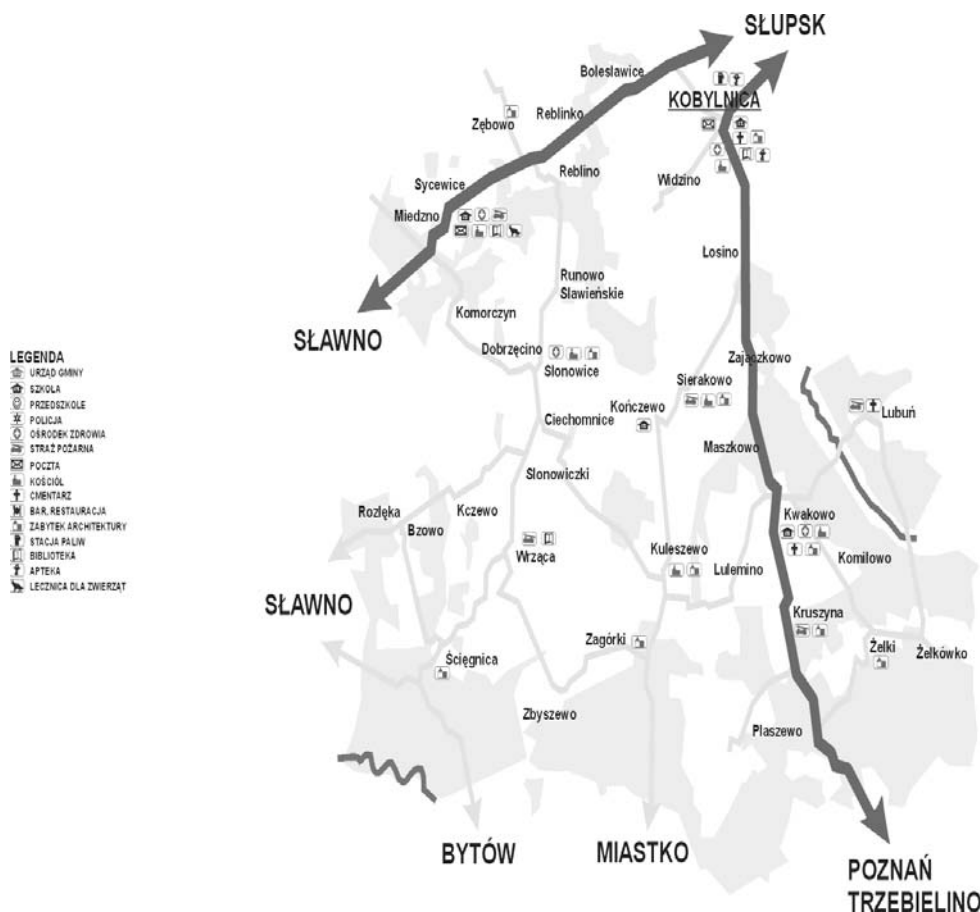 SŁUPSK
Bolesławice
KOBYLNICA
Reblinko
Zębowo
Reblino
Widzino
Sycewice
Miedzno
Losino
Runowo
Sławieńskie
Komorczyn
SŁAWNO
Dobrzęcino
Słonowice
Zajączkowo
Sierakowo
Kończewo
Ciechomnice
Lubuń
Maszkowo
Słonowiczki
Rozłęka
Kczewo
Bzowo
Kwakowo
Wrząca
Kuleszewo
Lulemino
Komiłowo
SŁAWNO
Kruszyna
Zagórki
Żelki
Żelkówko
Ścięgnica
Zbyszewo
Płaszewo
BYTÓW
MIASTKO
POZNAŃ
TRZEBIELINO
LEGENDA
URZĄD GMINY
SZKOŁA
PRZEDSZKOLE
POLICJA
OŚRODEK ZDROWIA
STRAŻ POŻARNA
POCZTA
KOŚCIÓŁ
CMENTARZ
BAR, RESTAURACJA
ZABYTEK ARCHITEKTURY
STACJA PALIW
BIBLIOTEKA
APTEKA
LECZNICA DLA ZWIERZĄT